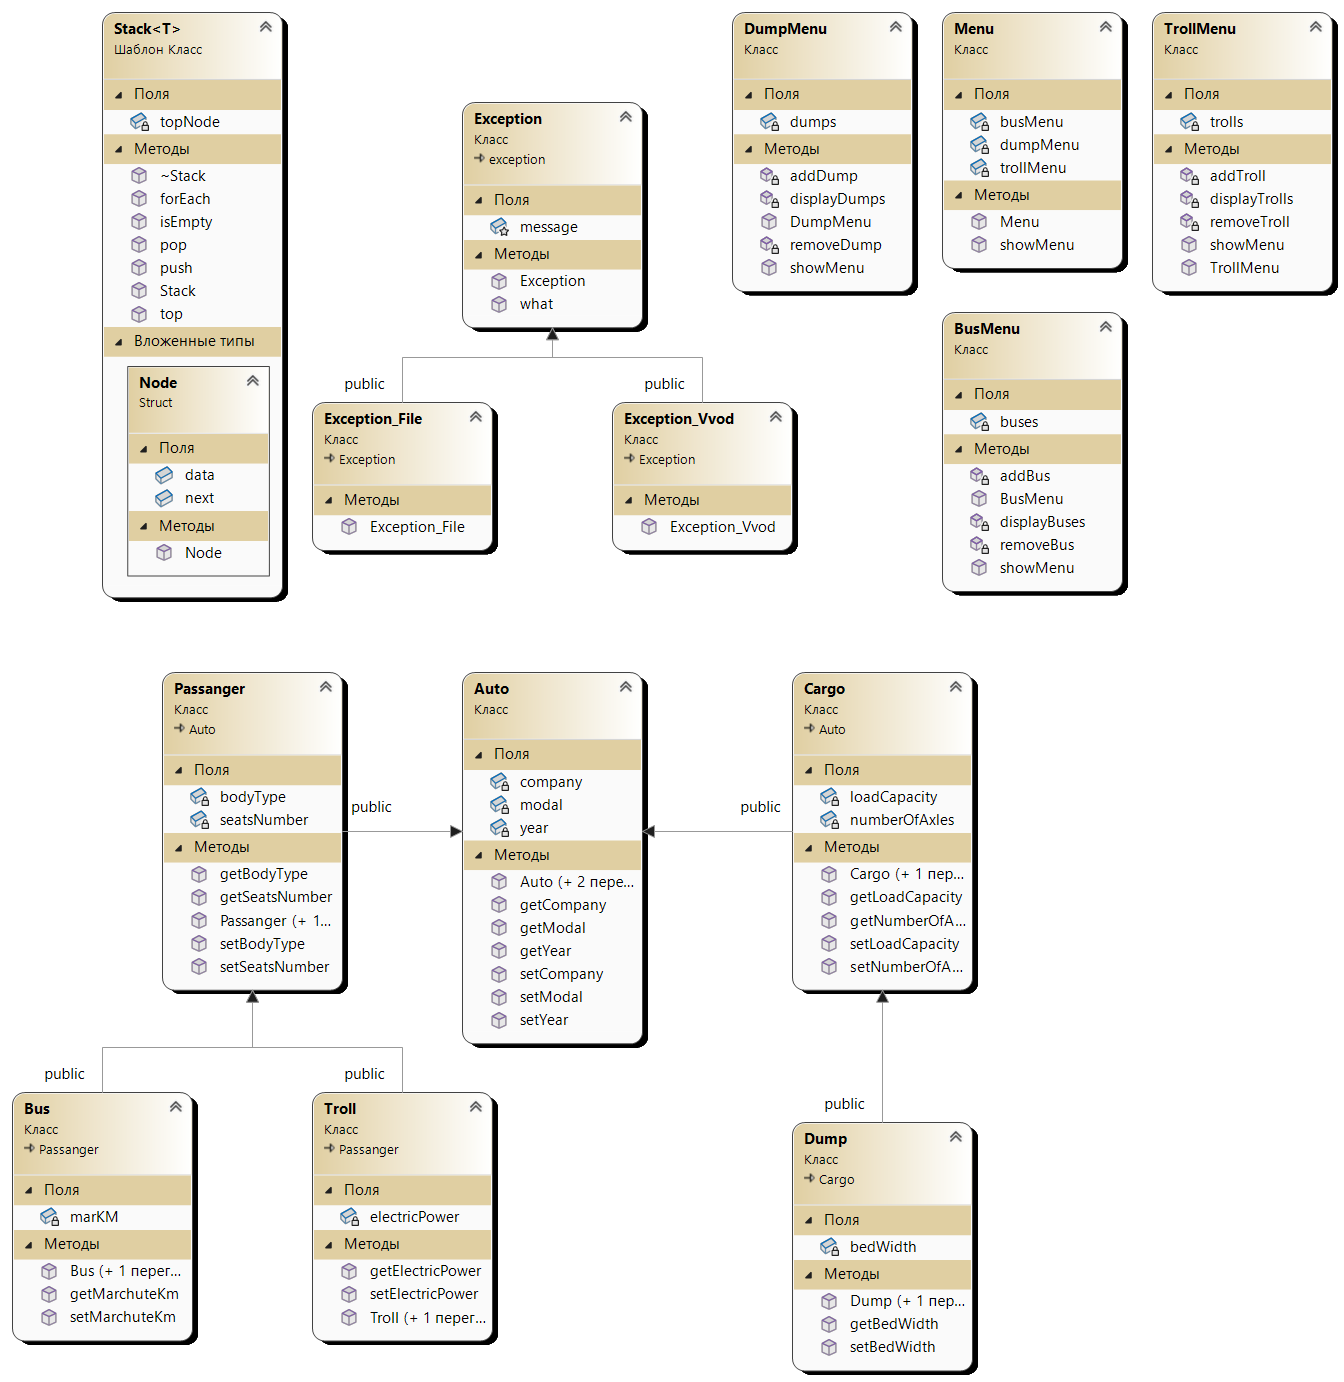 Stack<T>
Шаблон Класс
Поля
topNode
Методы
~Stack
forEach
isEmpty
pop
push
Stack
top
Вложенные типы
Node
Struct
Поля
data
next
Методы
Node
Exception
Класс
exception
Поля
message
Методы
Exception
what
public
public
Exception_File
Класс
Exception
Методы
Exception_File
Exception_Vvod
Класс
Exception
Методы
Exception_Vvod
DumpMenu
Класс
Поля
dumps
Методы
addDump
displayDumps
DumpMenu
removeDump
showMenu
Menu
Класс
Поля
busMenu
dumpMenu
trollMenu
Методы
Menu
showMenu
TrollMenu
Класс
Поля
trolls
Методы
addTroll
displayTrolls
removeTroll
showMenu
TrollMenu
BusMenu
Класс
Поля
buses
Методы
addBus
BusMenu
displayBuses
removeBus
showMenu
Passanger
Класс
Auto
Поля
bodyType
seatsNumber
Методы
getBodyType
getSeatsNumber
Passanger (+ 1...
setBodyType
setSeatsNumber
public
Auto
Класс
Поля
company
modal
year
Методы
Auto (+ 2 пере...
getCompany
getModal
getYear
setCompany
setModal
setYear
public
Cargo
Класс
Auto
Поля
loadCapacity
numberOfAxles
Методы
Cargo (+ 1 пер...
getLoadCapacity
getNumberOfA...
setLoadCapacity
setNumberOfA...
public
public
public
Bus
Класс
Passanger
Поля
marKM
Методы
Bus (+ 1 перег...
getMarchuteKm
setMarchuteKm
Troll
Класс
Passanger
Поля
electricPower
Методы
getElectricPower
setElectricPower
Troll (+ 1 перег...
Dump
Класс
Cargo
Поля
bedWidth
Методы
Dump (+ 1 пер...
getBedWidth
setBedWidth